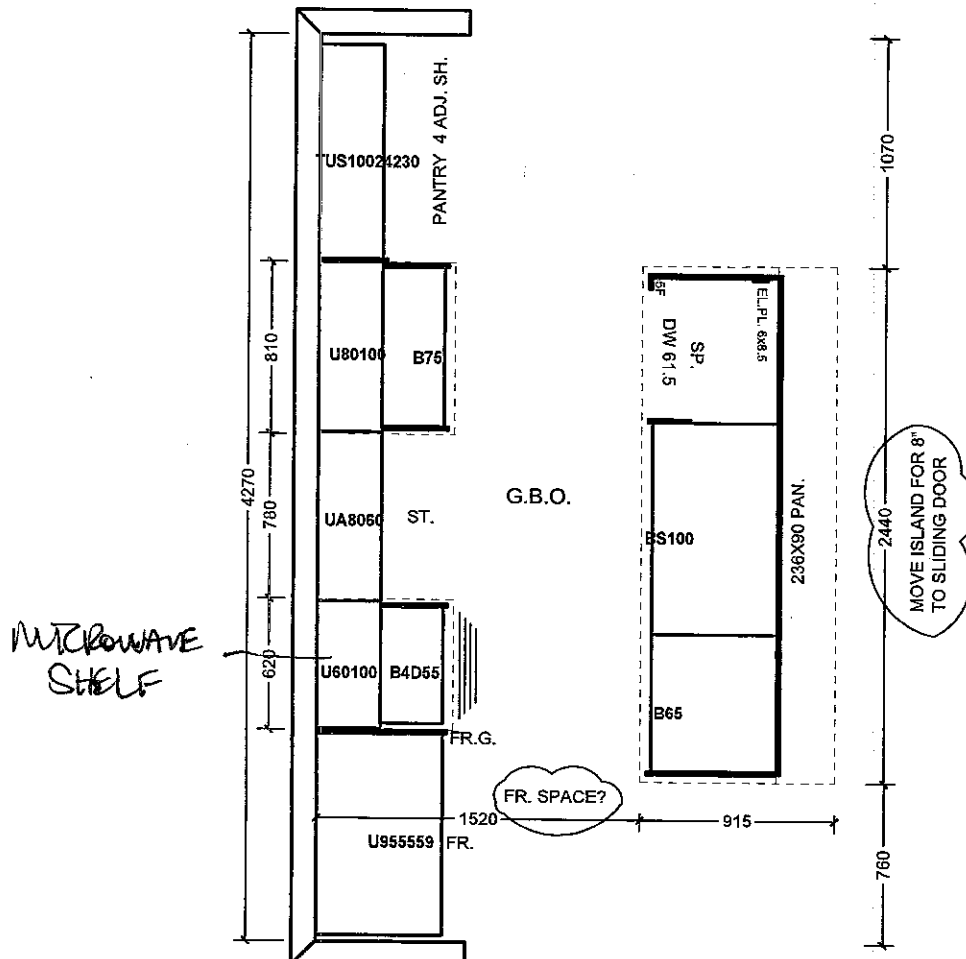 TUS10024230
PANTRY 4 ADJ. SH.
1070
810
U80100
B75
5F
DW 61.5
SP.
EL.PL. 6x8.5
4270
780
UA8060
ST.
G.B.O.
BS100
236X90 PAN.
2440
MOVE ISLAND FOR 8"
TO SLIDING DOOR
MICROWAVE
SHELF
620
U60100
B4D55
B65
FR.G.
FR. SPACE?
1520
915
U955559
FR.
760